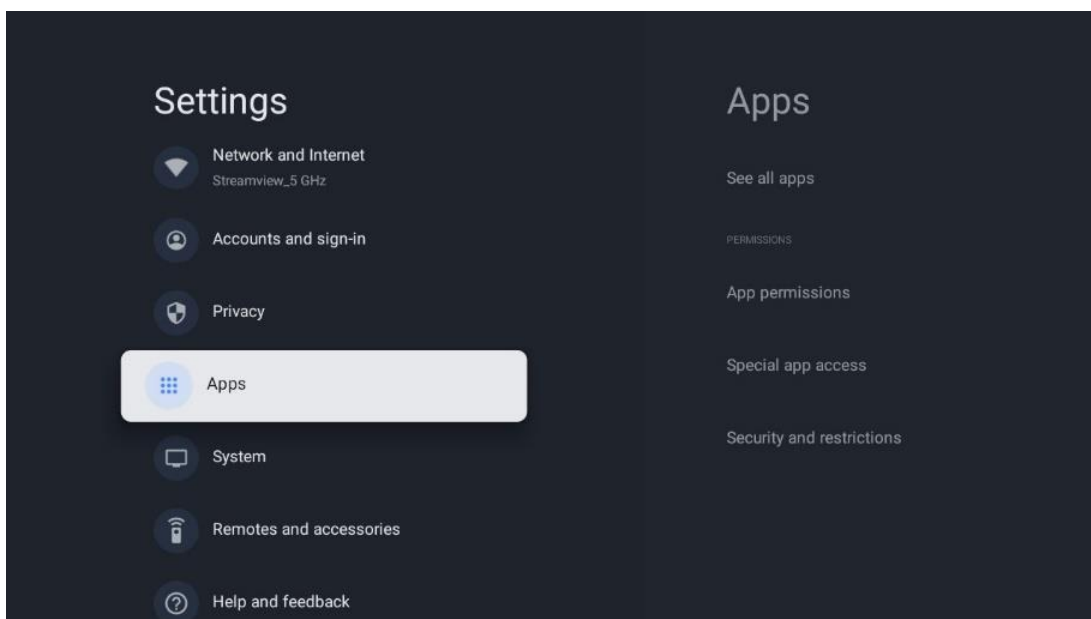 Settings
Network and Internet
Streamview_5 GHz
Accounts and sign-in
Privacy
Apps
System
Remotes and accessories
Help and feedback
Apps
See all apps
PERMISSIONS
App permissions
Special app access
Security and restrictions